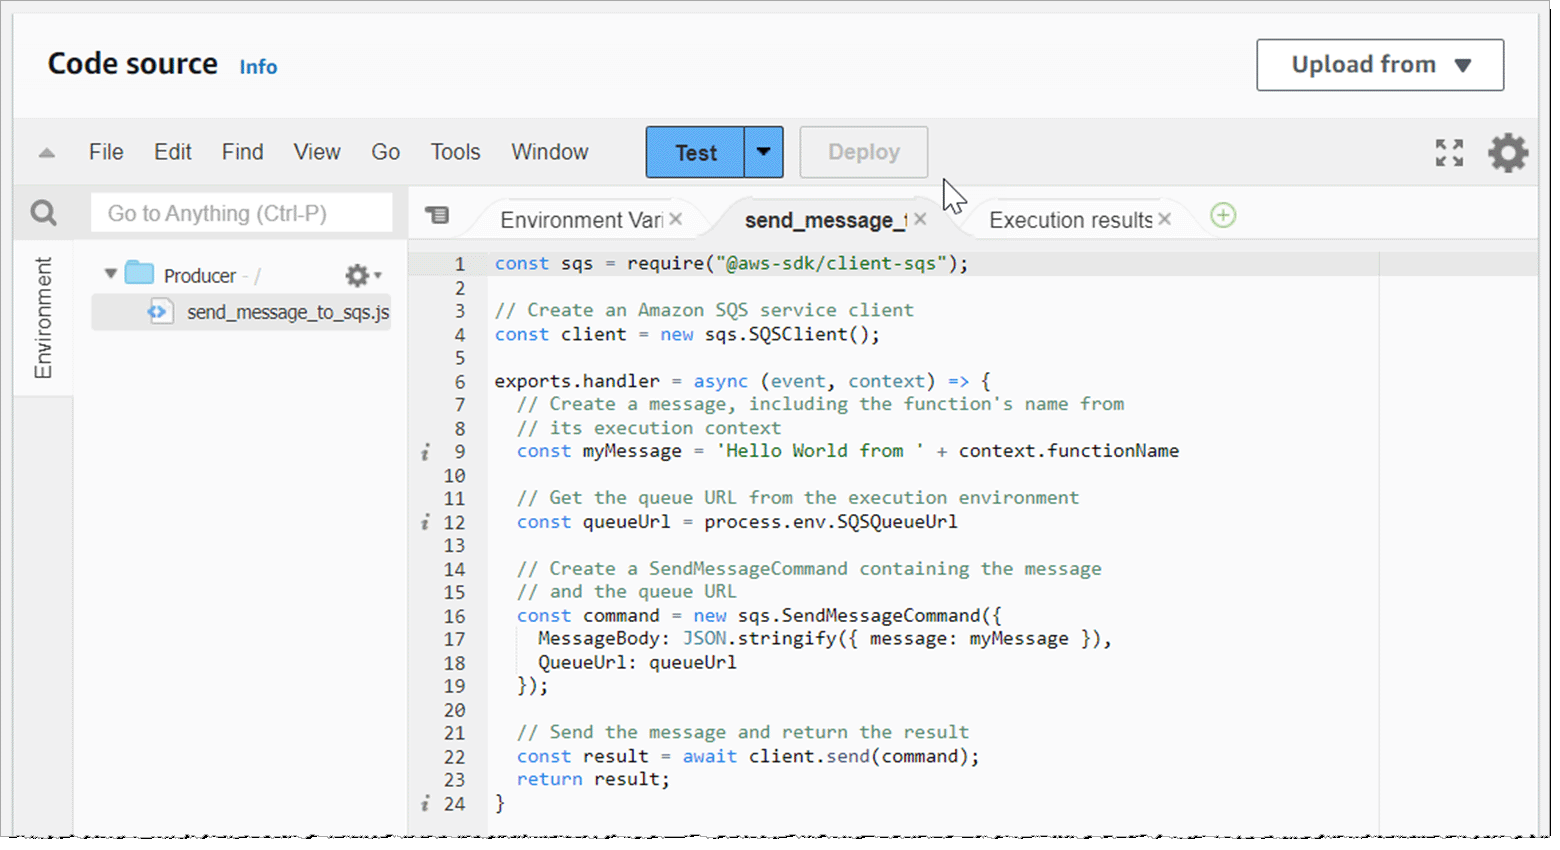 Code source Info
Upload from
File Edit Find View Go Tools Window Test Deploy
Go to Anything (Ctrl-P)
Environment Vari send_message_t Execution results
Environment
Producer - /
send_message_to_sqs.js
1 const sqs = require("@aws-sdk/client-sqs");
2
3 // Create an Amazon SQS service client
4 const client = new sqs.SQSClient();
5
6 exports.handler = async (event, context) => {
7   // Create a message, including the function's name from
8   // its execution context
i 9   const myMessage = 'Hello World from ' + context.functionName
10
11   // Get the queue URL from the execution environment
i 12   const queueUrl = process.env.SQSQueueUrl
13
14   // Create a SendMessageCommand containing the message
15   // and the queue URL
16   const command = new sqs.SendMessageCommand({
17     MessageBody: JSON.stringify({ message: myMessage }),
18     QueueUrl: queueUrl
19   });
20
21   // Send the message and return the result
22   const result = await client.send(command);
23   return result;
i 24 }